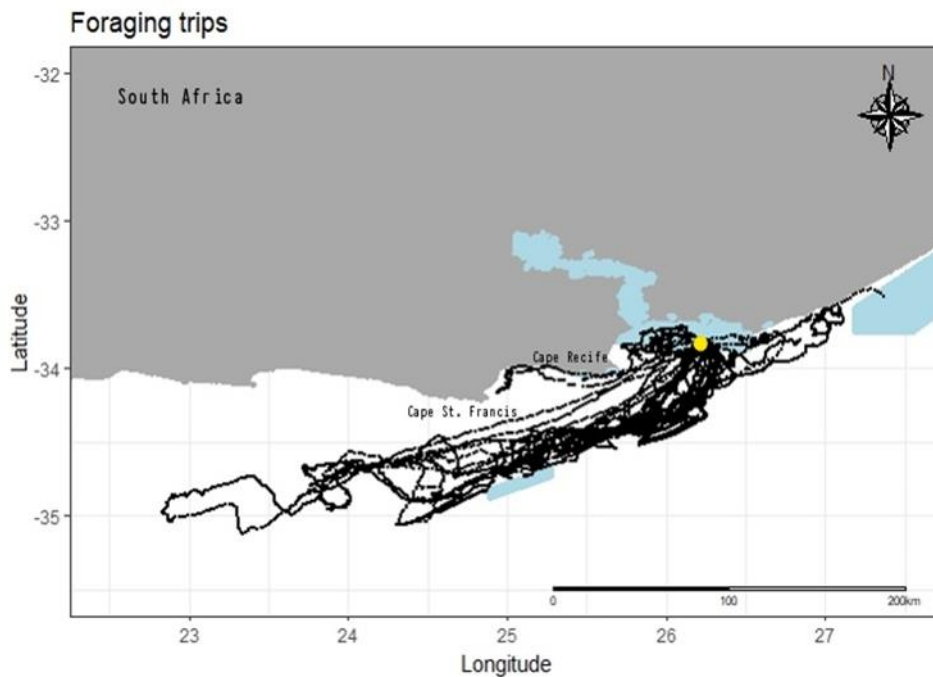 Foraging trips
-32
South Africa
N
-33
Latitude
Cape Recife
-34
Cape St. Francis
-35
0 100 200km
23 24 25 26 27
Longitude